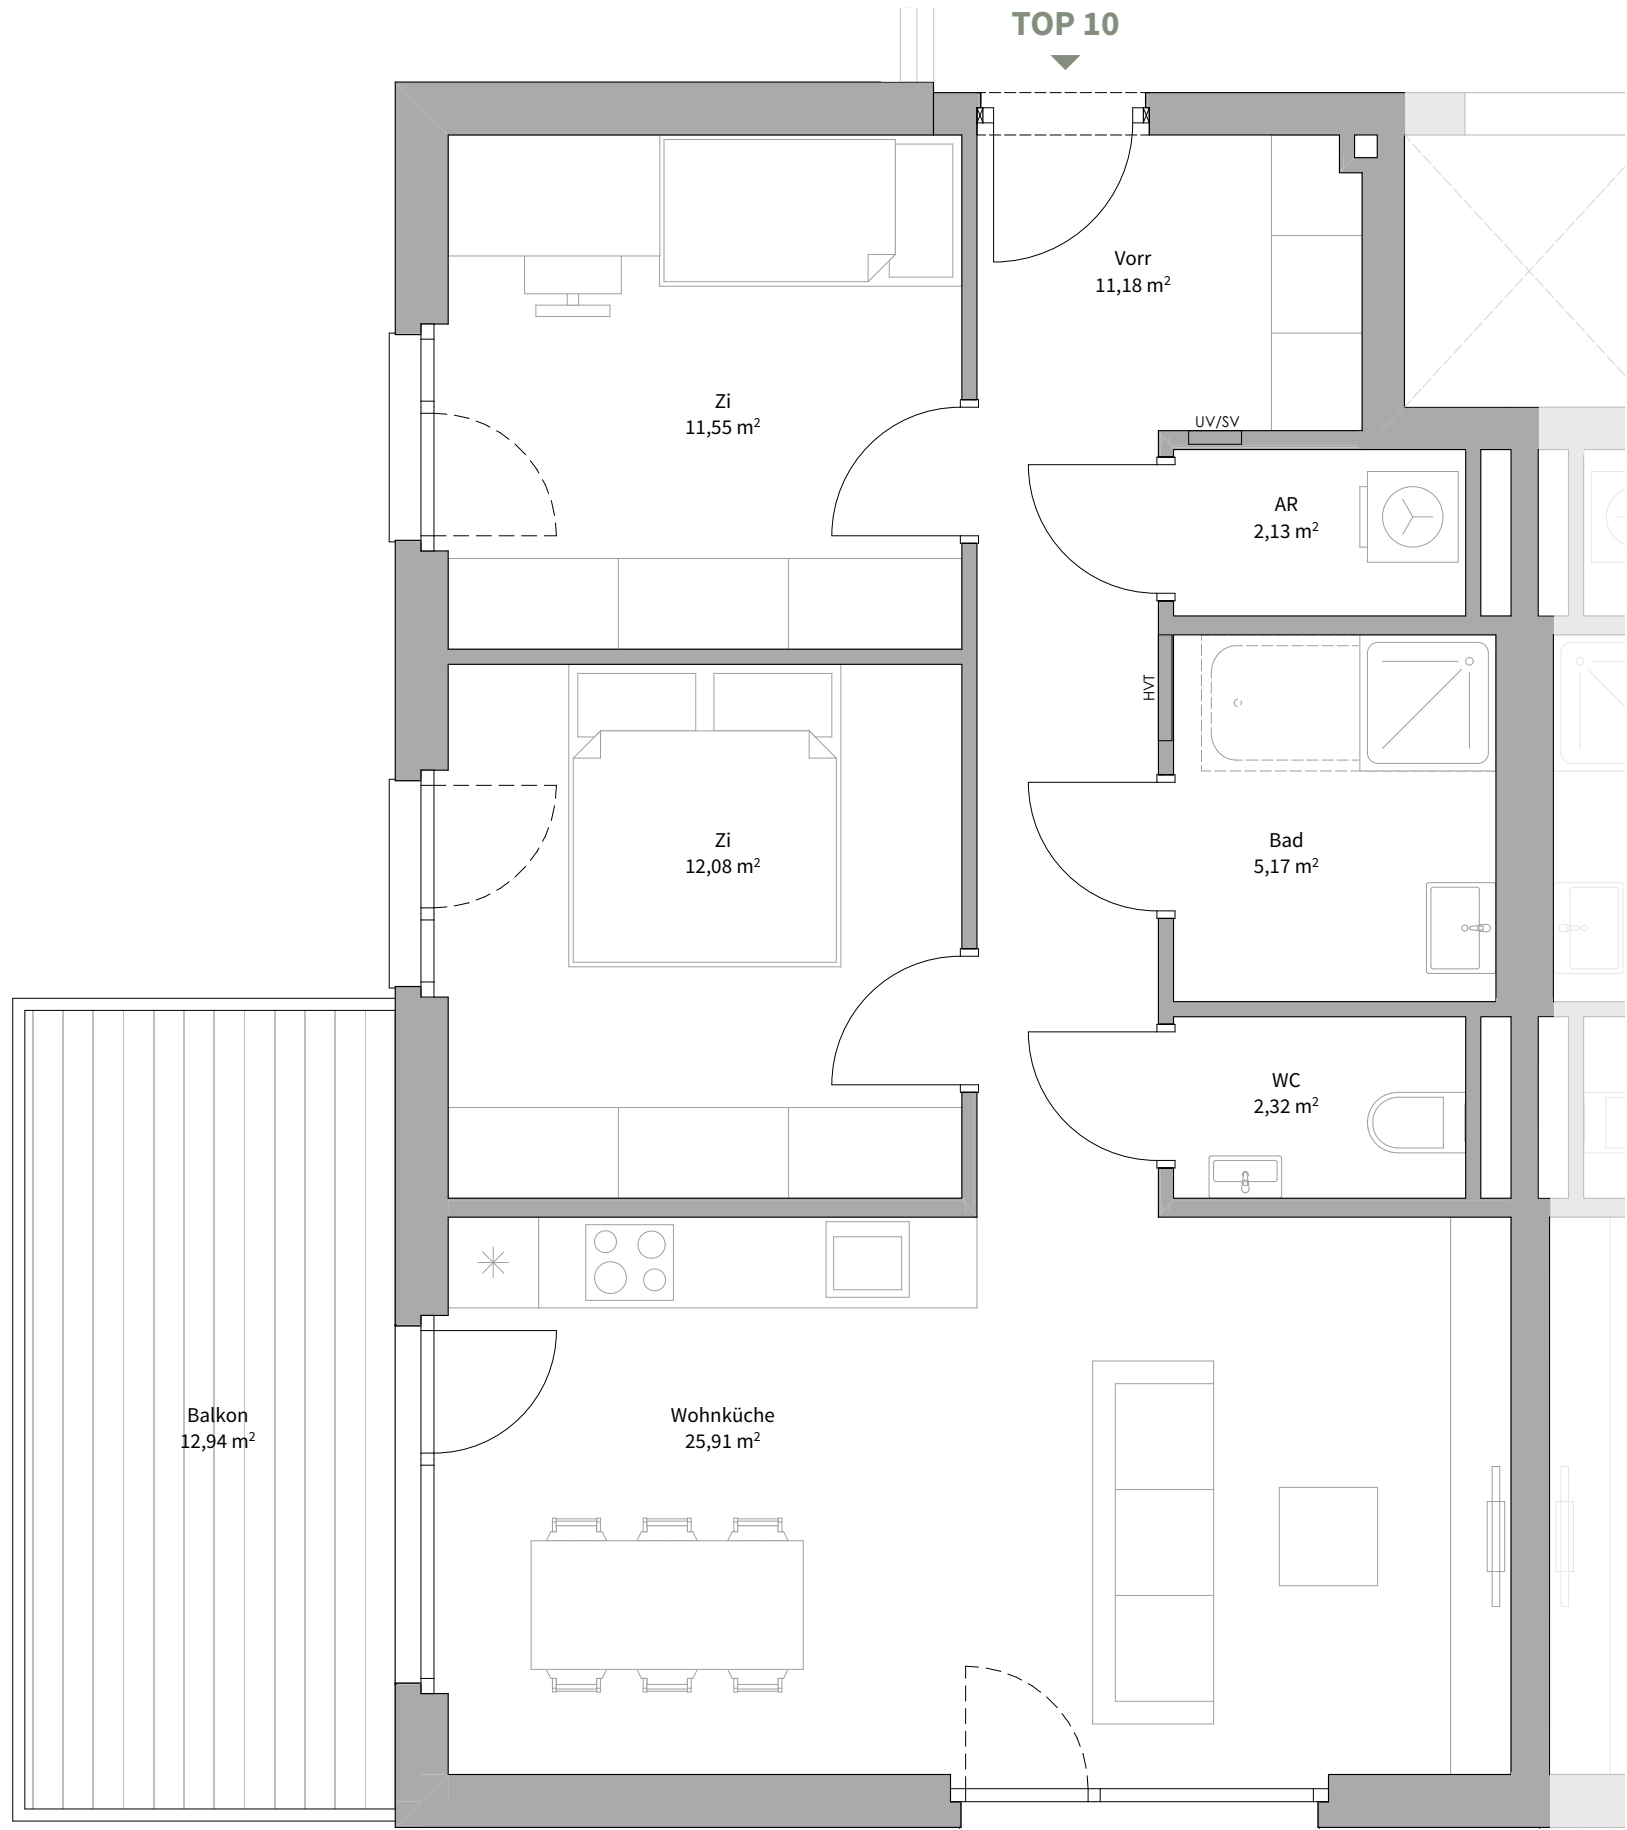 TOP 10
Vorr
11,18 m²
Zi
11,55 m²
UV/SV
AR
2,13 m²
HVT
Zi
12,08 m²
Bad
5,17 m²
WC
2,32 m²
Balkon
12,94 m²
Wohnküche
25,91 m²